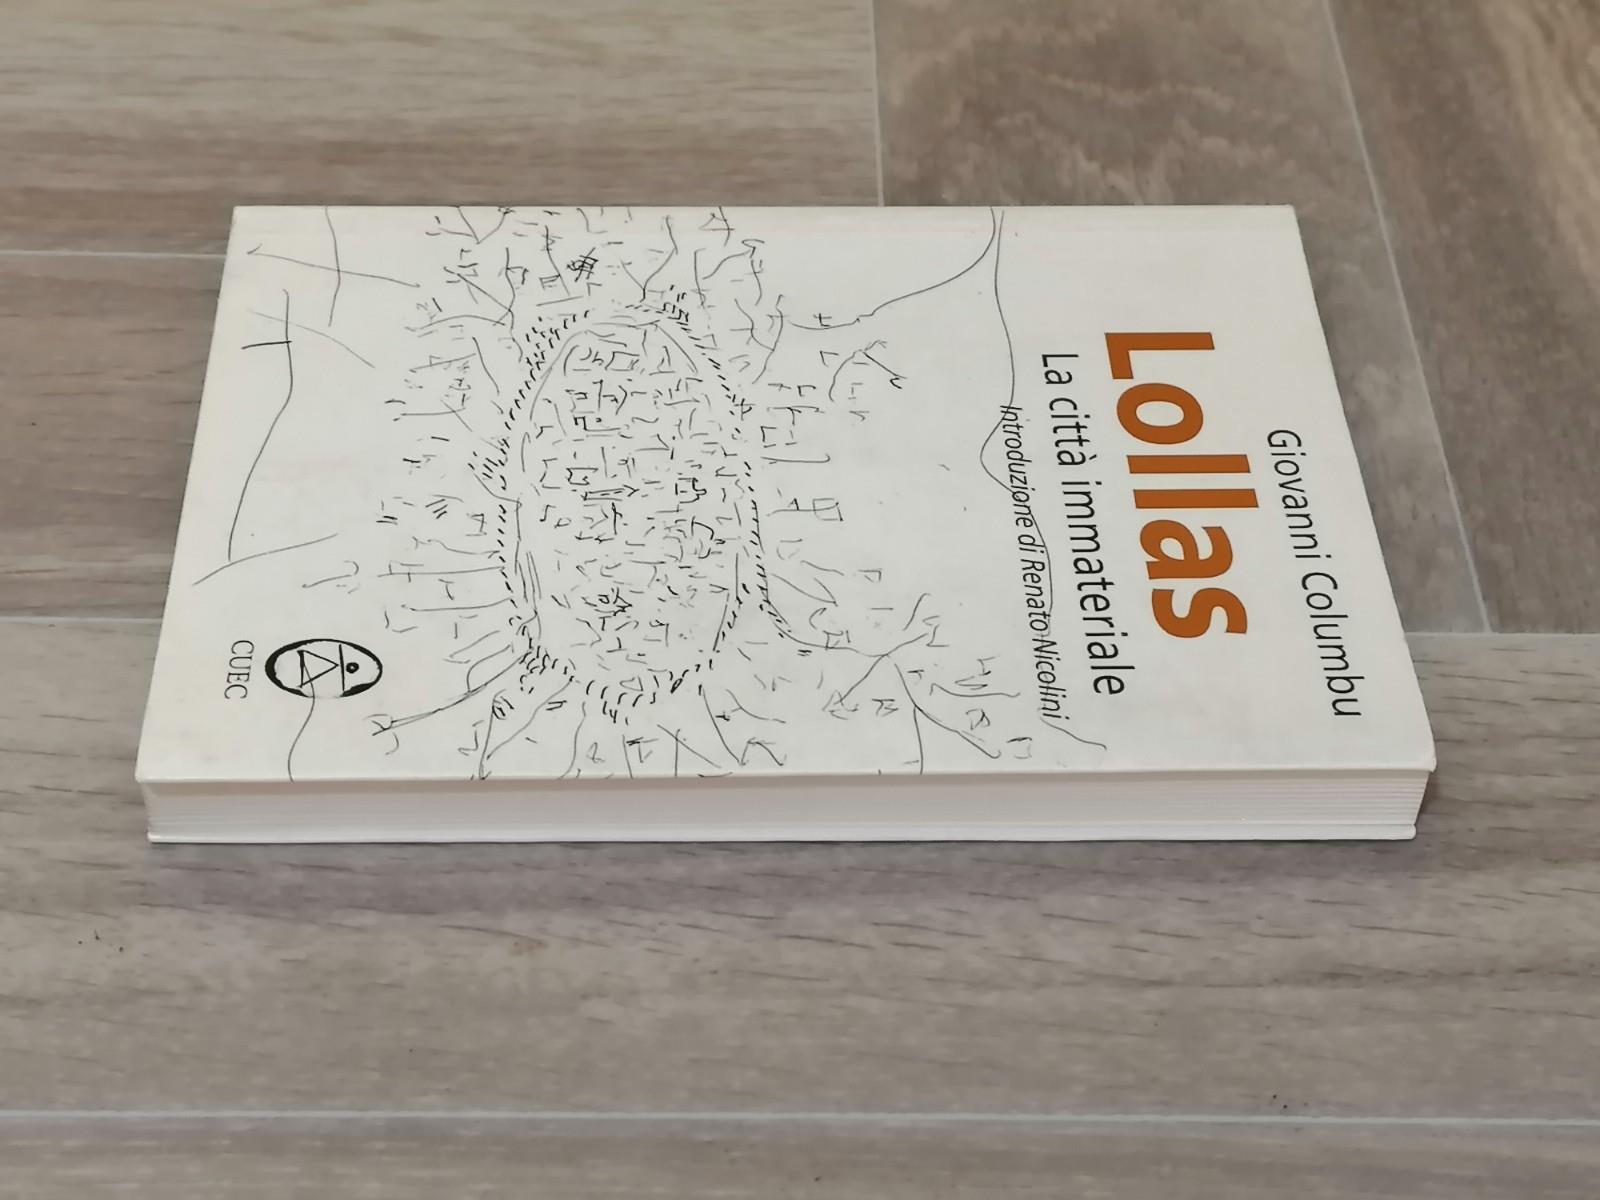 Giovanni Columbu
Lollas
La città immateriale
Introduzione di Renato Nicolini
CUEC